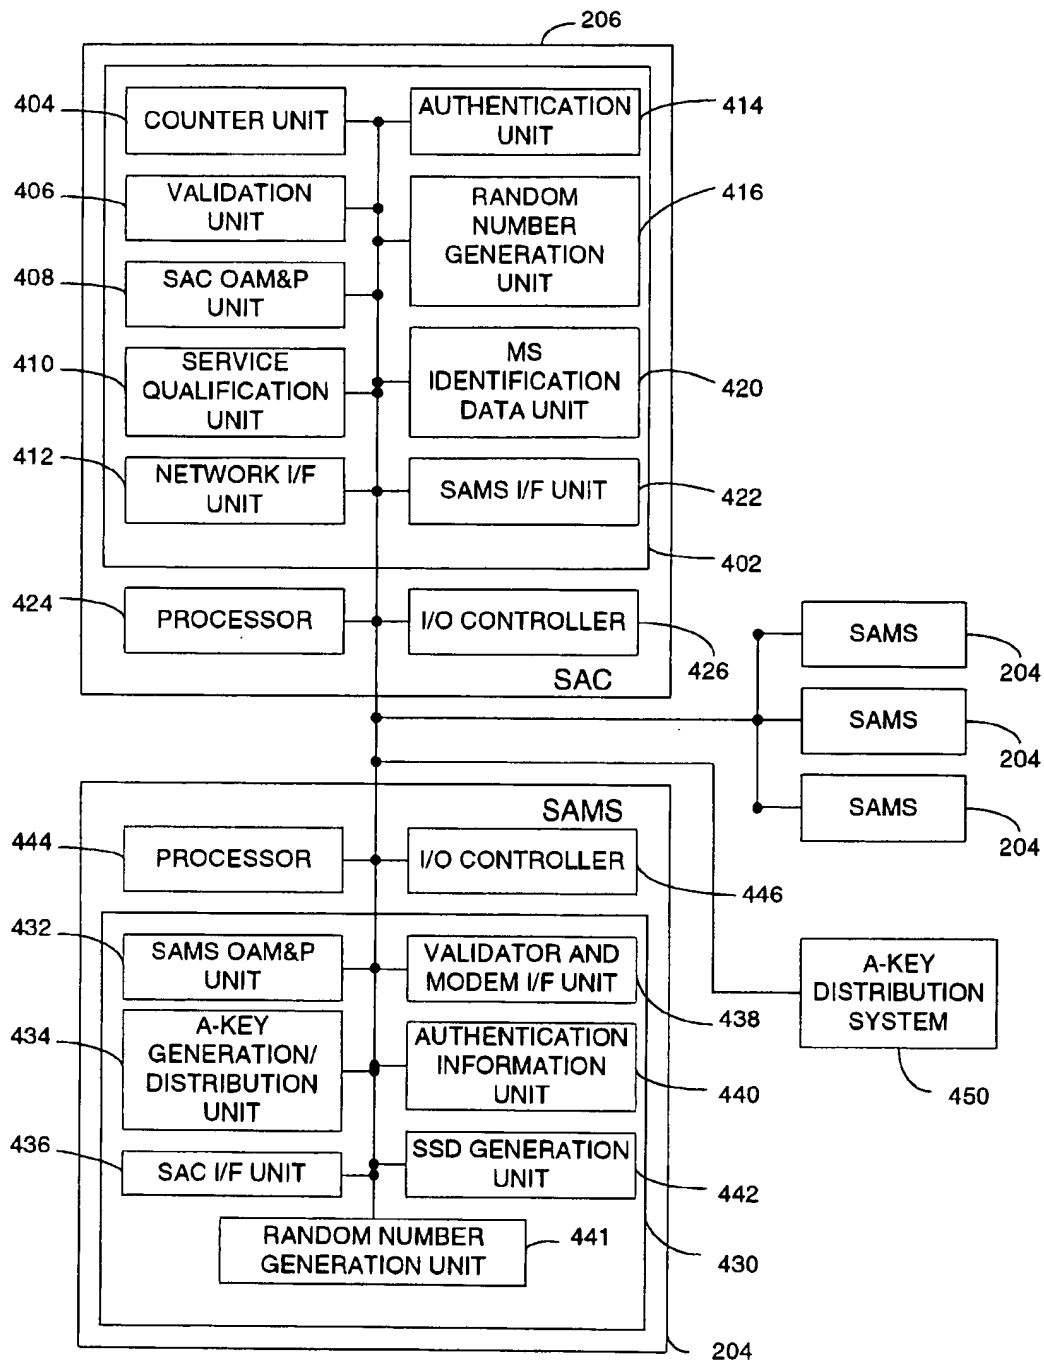 206
404
COUNTER UNIT
AUTHENTICATION
UNIT
414
406
VALIDATION
UNIT
RANDOM
NUMBER
GENERATION
UNIT
416
408
SAC OAM&P
UNIT
410
SERVICE
QUALIFICATION
UNIT
MS
IDENTIFICATION
DATA UNIT
420
412
NETWORK I/F
UNIT
SAMS I/F UNIT
422
402
424
PROCESSOR
I/O CONTROLLER
426
SAC
SAMS
204
SAMS
204
SAMS
204
SAMS
444
PROCESSOR
I/O CONTROLLER
446
432
SAMS OAM&P
UNIT
VALIDATOR AND
MODEM I/F UNIT
438
A-KEY
DISTRIBUTION
SYSTEM
450
434
A-KEY
GENERATION/
DISTRIBUTION
UNIT
AUTHENTICATION
INFORMATION
UNIT
440
436
SAC I/F UNIT
SSD GENERATION
UNIT
442
RANDOM NUMBER
GENERATION UNIT
441
430
204